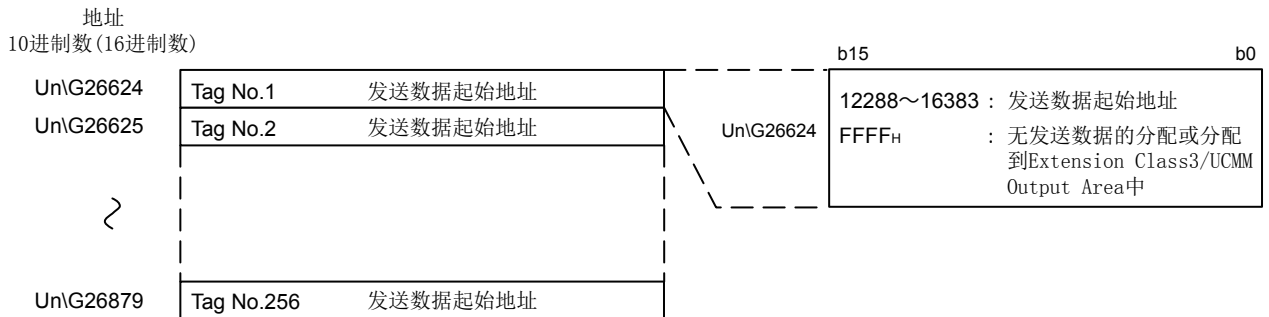 地址
10进制数(16进制数)
Un\G26624 Tag No.1 发送数据起始地址
Un\G26625 Tag No.2 发送数据起始地址
Un\G26879 Tag No.256 发送数据起始地址
b15 b0
Un\G26624
12288～16383 : 发送数据起始地址
FFFFH : 无发送数据的分配或分配
到Extension Class3/UCMM
Output Area中